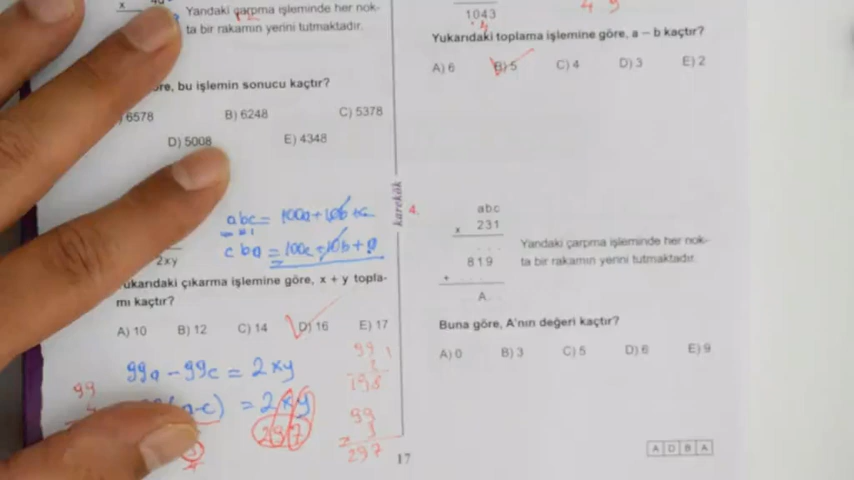 Yandaki çarpma işleminde her nok-
ta bir rakamın yerini tutmaktadır.
bu işlemin sonucu kaçtır?
6578
B) 6248
C) 5378
D) 5008
E) 4348
abc = 100a + 10b + c
cba = 100c + 10b + a
2xy
ukarıdaki çıkarma işlemine göre, x + y topla-
mı kaçtır?
A) 10 B) 12 C) 14 D) 16 E) 17
99a - 99c = 2xy
= 2xy
297
99
198
99
3
297
99
17
1043
Yukarıdaki toplama işlemine göre, a – b kaçtır?
A) 6 B) 5 C) 4 D) 3 E) 2
karekök
4.
abc
x 231
. . .
819
+ . . .
A . .
Yandaki çarpma işleminde her nok-
ta bir rakamın yerini tutmaktadır.
Buna göre, A'nın değeri kaçtır?
A) 0 B) 3 C) 5 D) 6 E) 9
A D B A